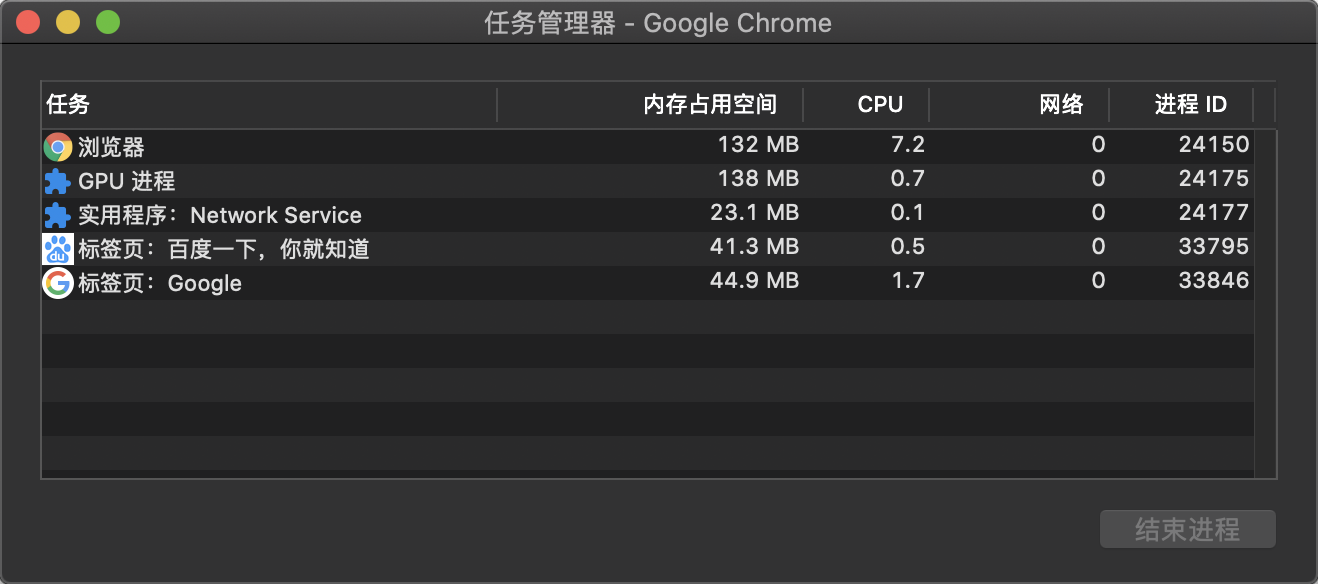 任务管理器 - Google Chrome
任务 内存占用空间 CPU 网络 进程 ID
浏览器 132 MB 7.2 0 24150
GPU 进程 138 MB 0.7 0 24175
实用程序：Network Service 23.1 MB 0.1 0 24177
du 标签页：百度一下，你就知道 41.3 MB 0.5 0 33795
G 标签页：Google 44.9 MB 1.7 0 33846
结束进程